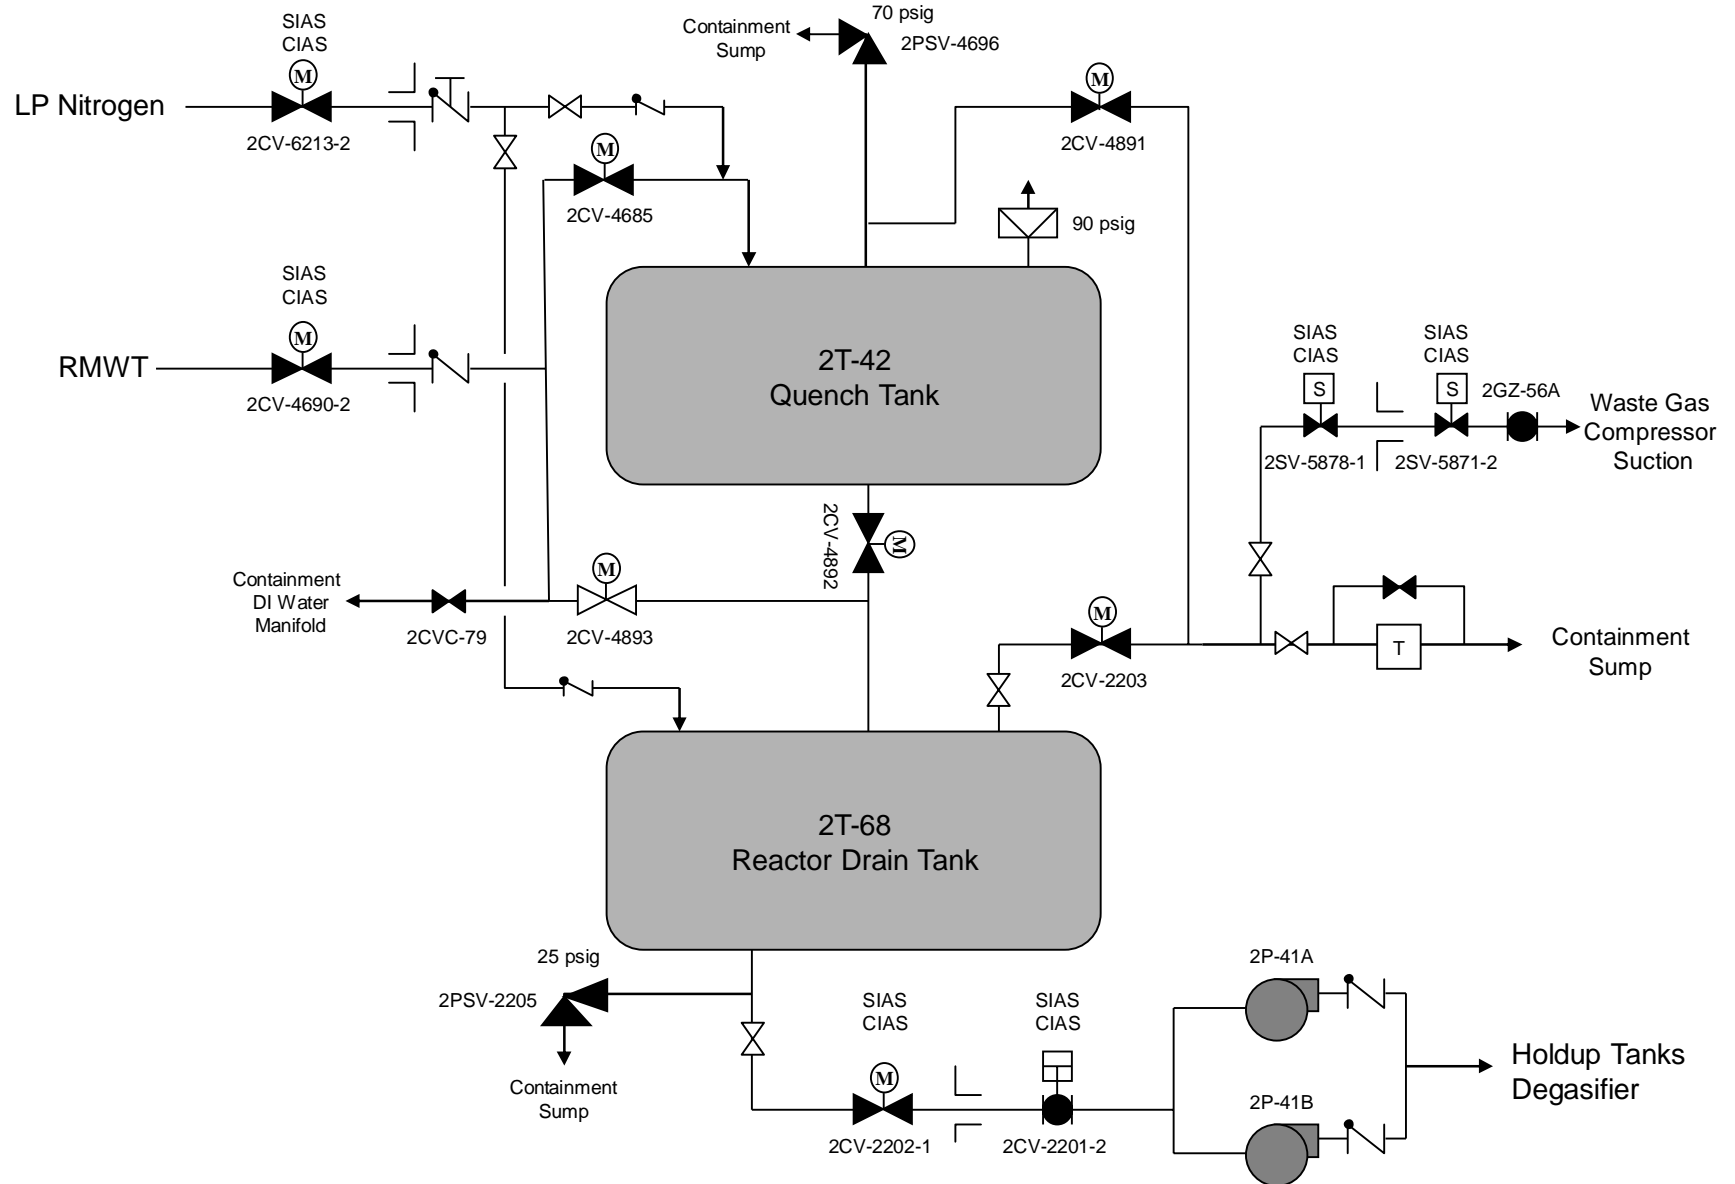 SIAS
CIAS
M
LP Nitrogen
2CV-6213-2
Containment
Sump
70 psig
2PSV-4696
M
2CV-4891
M
2CV-4685
90 psig
SIAS
CIAS
M
RMWT
2CV-4690-2
2T-42
Quench Tank
SIAS
CIAS
S
2SV-5878-1
SIAS
CIAS
S
2SV-5871-2
2GZ-56A
Waste Gas
Compressor
Suction
2CV-4892
M
Containment
DI Water
Manifold
2CVC-79
M
2CV-4893
M
2CV-2203
T
Containment
Sump
2T-68
Reactor Drain Tank
25 psig
2PSV-2205
Containment
Sump
SIAS
CIAS
M
2CV-2202-1
SIAS
CIAS
2CV-2201-2
2P-41A
2P-41B
Holdup Tanks
Degasifier